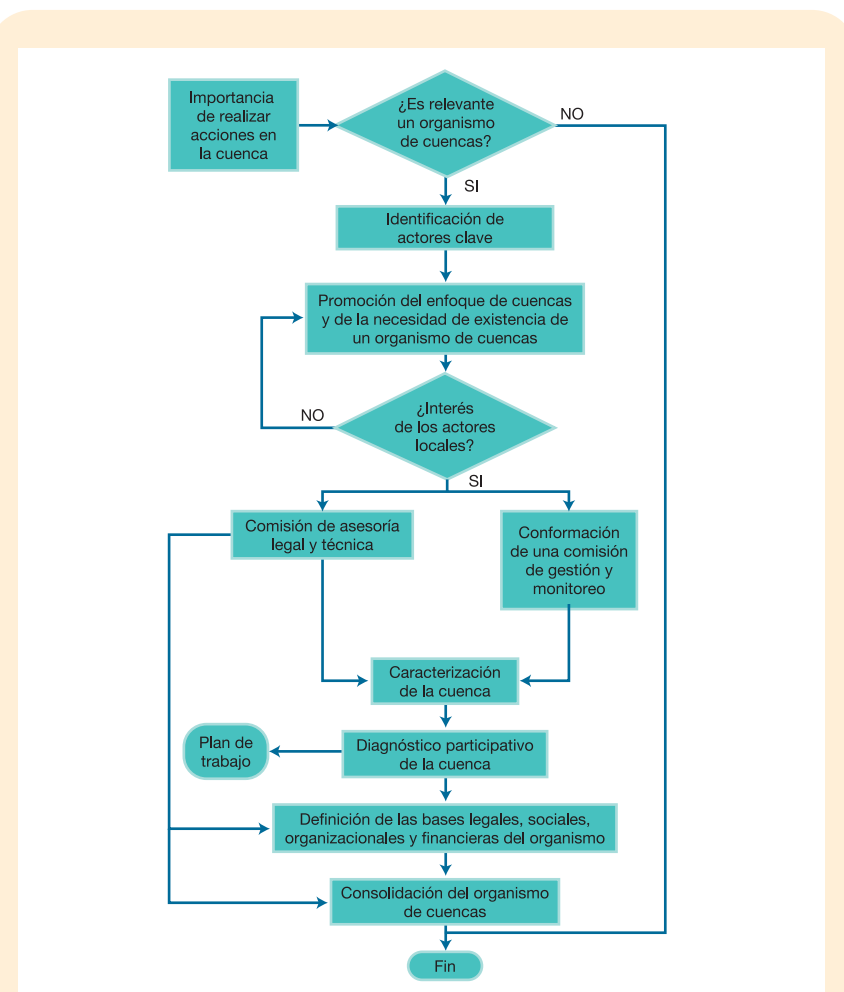 Importancia
de realizar
acciones en
la cuenca
¿Es relevante
un organismo
de cuencas?
NO
SI
Identificación de
actores clave
Promoción del enfoque de cuencas
y de la necesidad de existencia de
un organismo de cuencas
¿Interés
de los actores
locales?
NO
SI
Comisión de asesoría
legal y técnica
Conformación
de una comisión
de gestión y
monitoreo
Caracterización
de la cuenca
Plan de
trabajo
Diagnóstico participativo
de la cuenca
Definición de las bases legales, sociales,
organizacionales y financieras del organismo
Consolidación del organismo
de cuencas
Fin